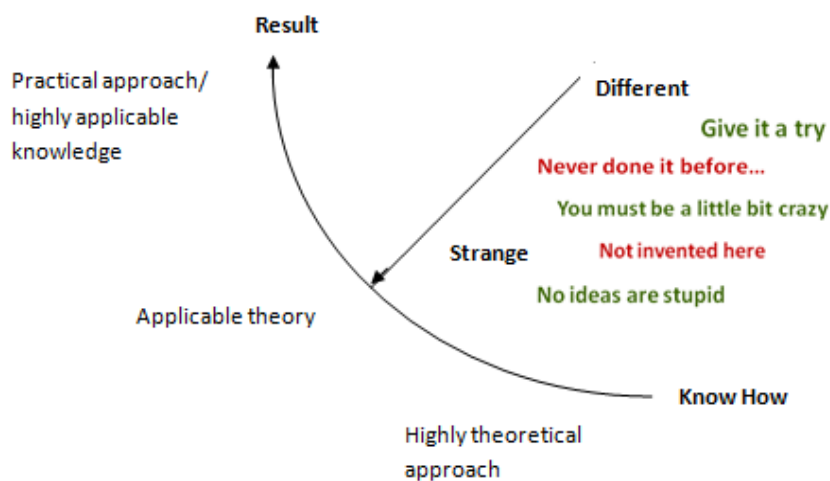 Result
Practical approach/
highly applicable
knowledge
Different
Give it a try
Never done it before...
You must be a little bit crazy
Strange
Not invented here
No ideas are stupid
Applicable theory
Know How
Highly theoretical
approach